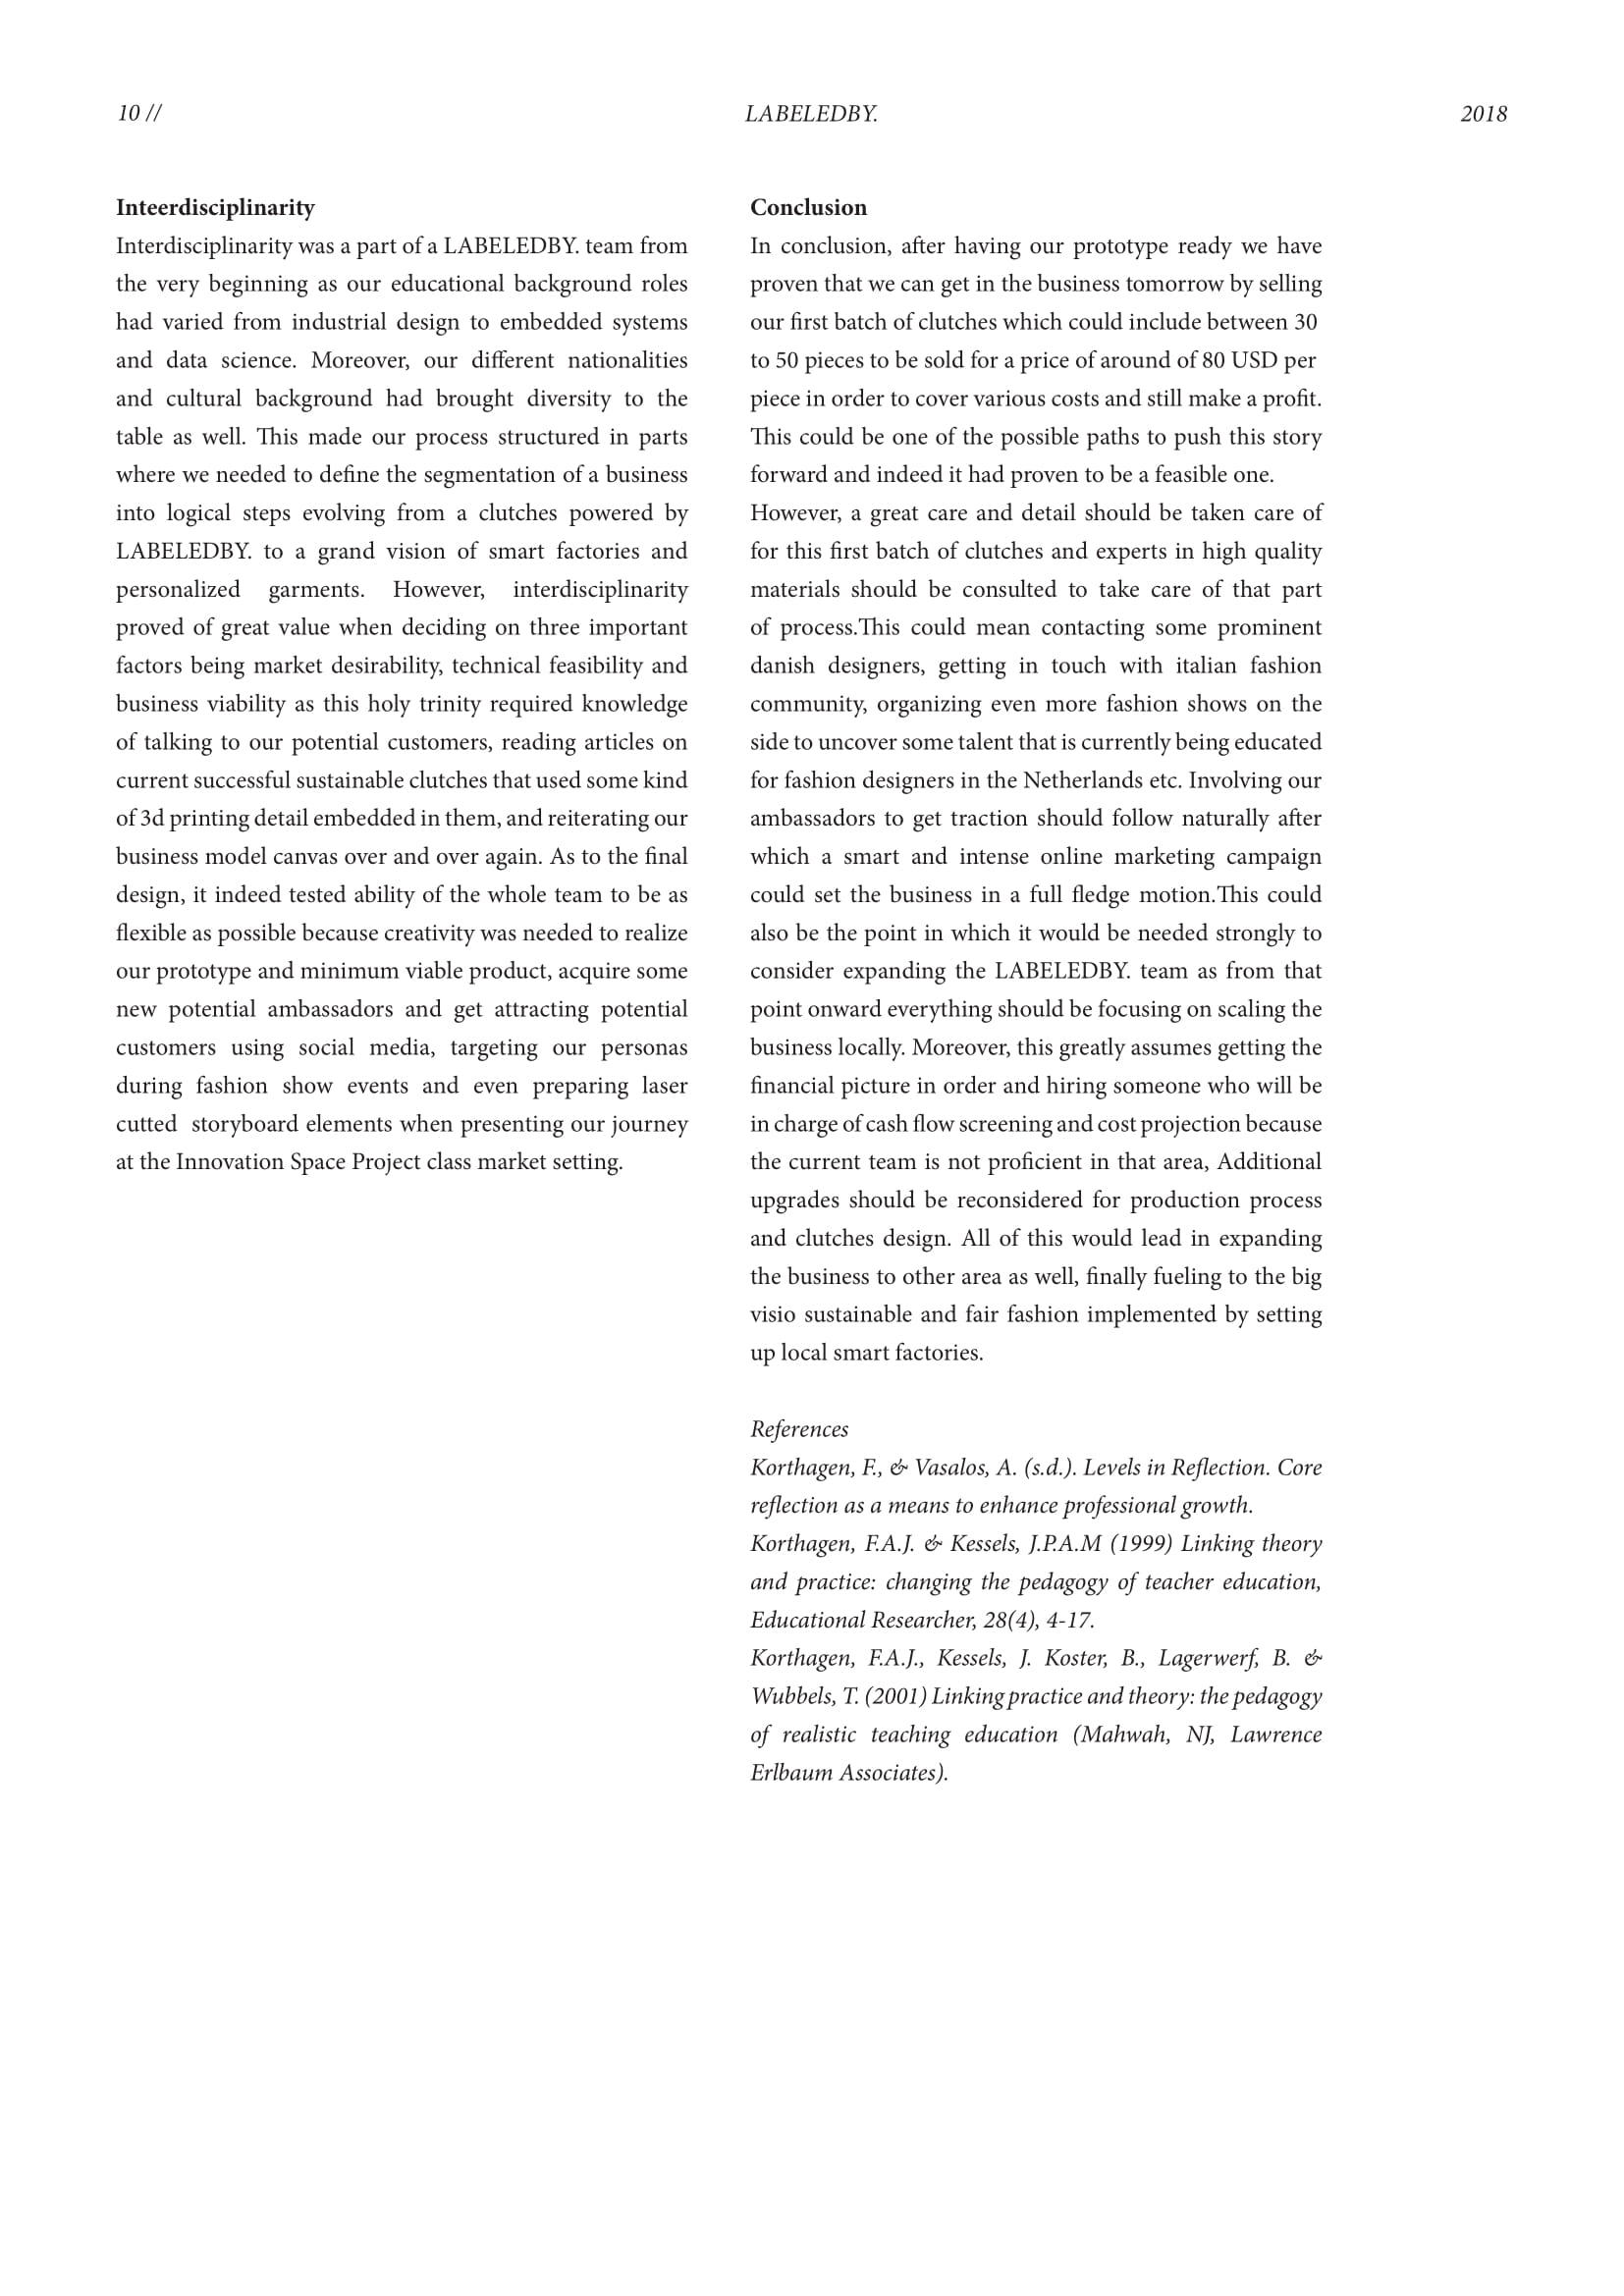 10 //
LABELEDBY.
2018
Inteerdisciplinarity
Interdisciplinarity was a part of a LABELEDBY. team from
the very beginning as our educational background roles
had varied from industrial design to embedded systems
and data science. Moreover, our different nationalities
and cultural background had brought diversity to the
table as well. This made our process structured in parts
where we needed to define the segmentation of a business
into logical steps evolving from a clutches powered by
LABELEDBY. to a grand vision of smart factories and
personalized garments. However, interdisciplinarity
proved of great value when deciding on three important
factors being market desirability, technical feasibility and
business viability as this holy trinity required knowledge
of talking to our potential customers, reading articles on
current successful sustainable clutches that used some kind
of 3d printing detail embedded in them, and reiterating our
business model canvas over and over again. As to the final
design, it indeed tested ability of the whole team to be as
flexible as possible because creativity was needed to realize
our prototype and minimum viable product, acquire some
new potential ambassadors and get attracting potential
customers using social media, targeting our personas
during fashion show events and even preparing laser
cutted storyboard elements when presenting our journey
at the Innovation Space Project class market setting.
Conclusion
In conclusion, after having our prototype ready we have
proven that we can get in the business tomorrow by selling
our first batch of clutches which could include between 30
to 50 pieces to be sold for a price of around of 80 USD per
piece in order to cover various costs and still make a profit.
This could be one of the possible paths to push this story
forward and indeed it had proven to be a feasible one.
However, a great care and detail should be taken care of
for this first batch of clutches and experts in high quality
materials should be consulted to take care of that part
of process.This could mean contacting some prominent
danish designers, getting in touch with italian fashion
community, organizing even more fashion shows on the
side to uncover some talent that is currently being educated
for fashion designers in the Netherlands etc. Involving our
ambassadors to get traction should follow naturally after
which a smart and intense online marketing campaign
could set the business in a full fledge motion.This could
also be the point in which it would be needed strongly to
consider expanding the LABELEDBY. team as from that
point onward everything should be focusing on scaling the
business locally. Moreover, this greatly assumes getting the
financial picture in order and hiring someone who will be
in charge of cash flow screening and cost projection because
the current team is not proficient in that area, Additional
upgrades should be reconsidered for production process
and clutches design. All of this would lead in expanding
the business to other area as well, finally fueling to the big
visio sustainable and fair fashion implemented by setting
up local smart factories.
References
Korthagen, F., & Vasalos, A. (s.d.). Levels in Reflection. Core
reflection as a means to enhance professional growth.
Korthagen, F.A.J. & Kessels, J.P.A.M (1999) Linking theory
and practice: changing the pedagogy of teacher education,
Educational Researcher, 28(4), 4-17.
Korthagen, F.A.J., Kessels, J. Koster, B., Lagerwerf, B. &
Wubbels, T. (2001) Linking practice and theory: the pedagogy
of realistic teaching education (Mahwah, NJ, Lawrence
Erlbaum Associates).